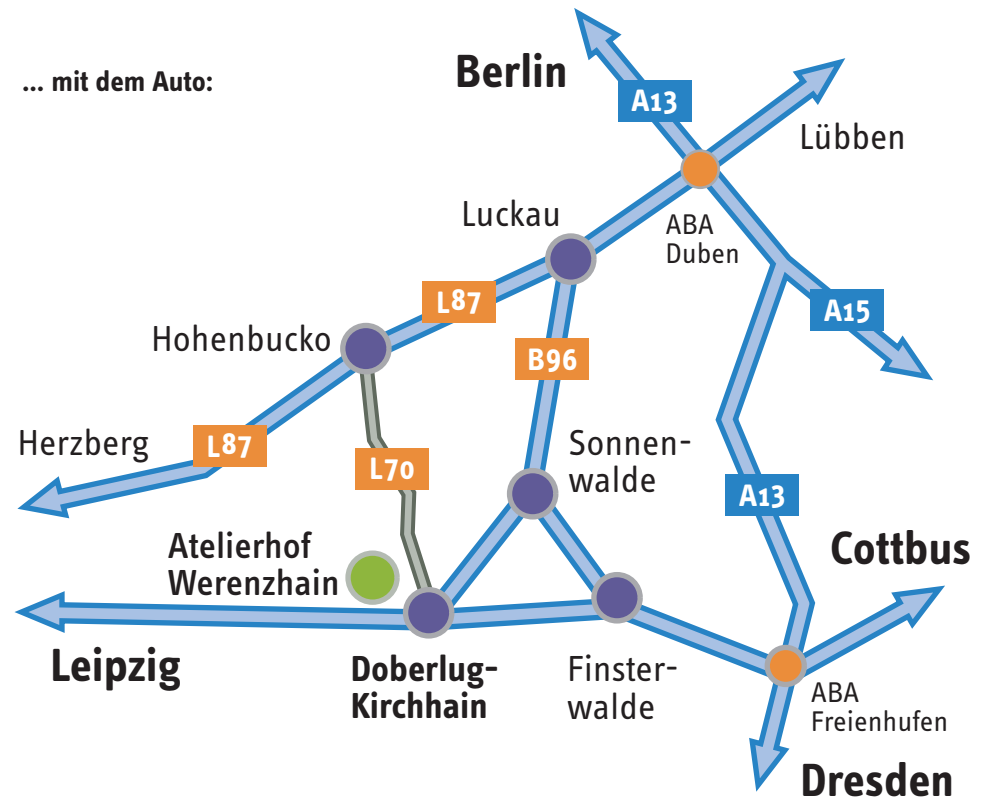 ... mit dem Auto:
Berlin
A13
Lübben
Luckau
ABA
Duben
L87
A15
Hohenbucko
B96
Herzberg
L87
L70
Sonnen-
walde
A13
Atelierhof
Werenzhain
Cottbus
Leipzig
Doberlug-
Kirchhain
Finster-
walde
ABA
Freienhufen
Dresden